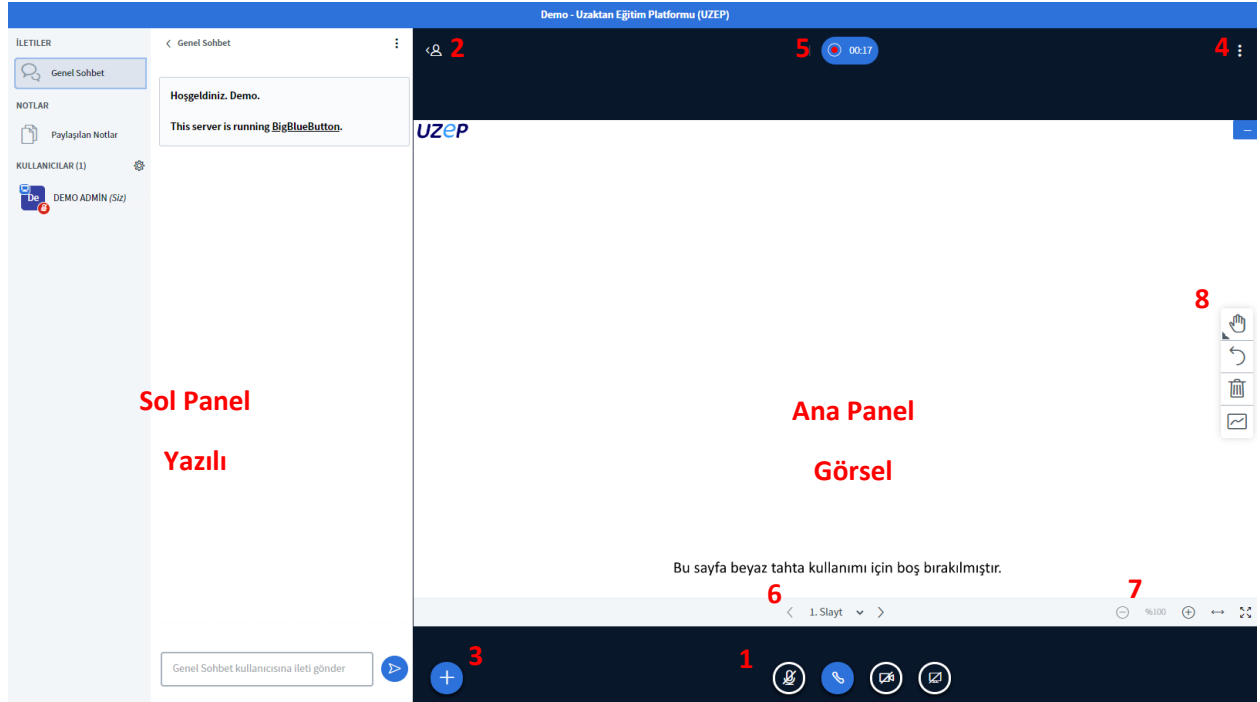 Demo - Uzaktan Eğitim Platformu (UZEP)
İLETILER
Genel Sohbet
NOTLAR
Paylaşılan Notlar
KULLANICILAR (1)
De
DEMO ADMİN (Siz)
Genel Sohbet
Hoşgeldiniz. Demo.
This server is running BigBlueButton.
Sol Panel
Yazılı
Genel Sohbet kullanıcısına ileti gönder
2
5
00:17
4
uzep
8
Ana Panel
Görsel
Bu sayfa beyaz tahta kullanımı için boş bırakılmıştır.
6
7
1. Slayt
%100
3
1